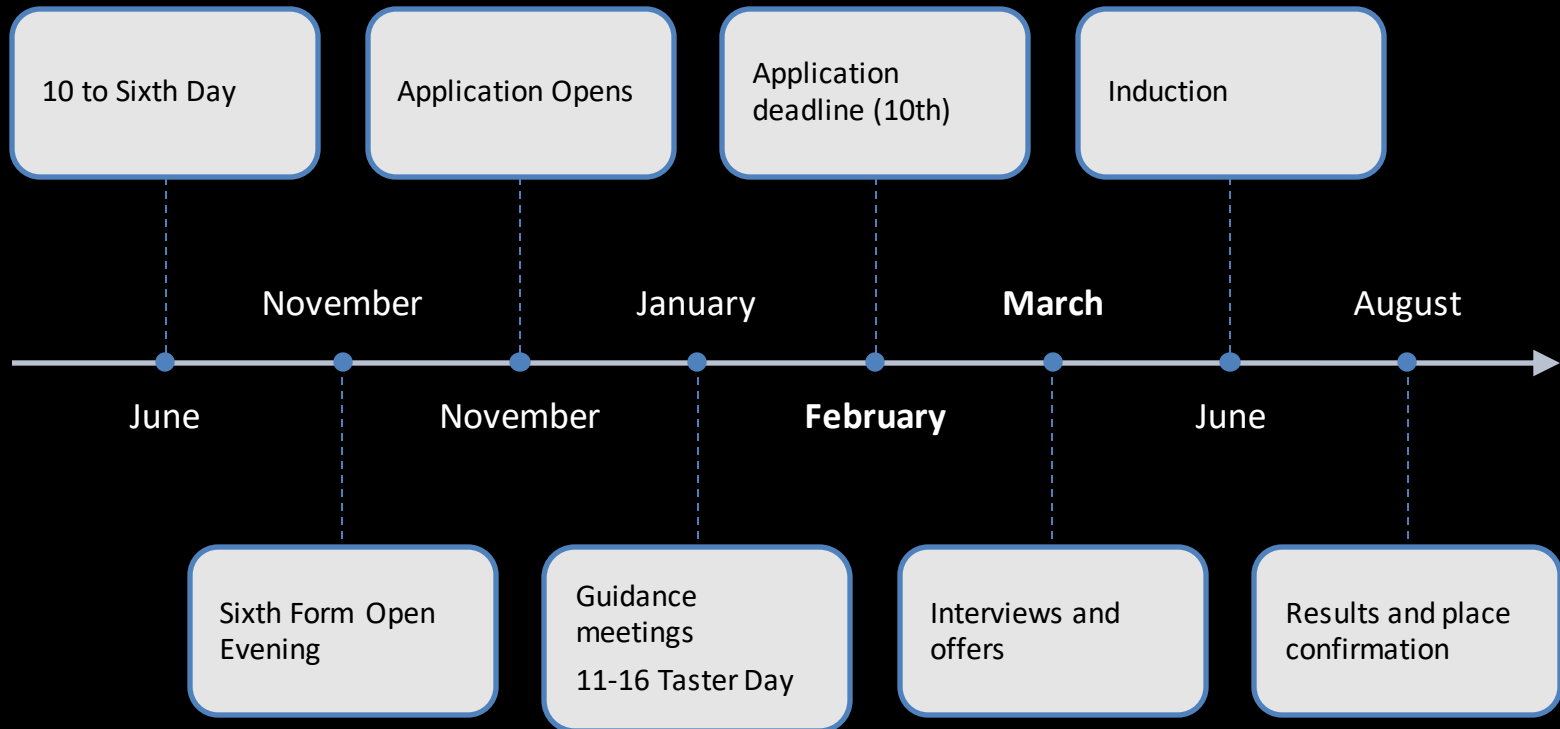 10 to Sixth Day
Application Opens
Application
deadline (10th)
Induction
November
January
March
August
June
November
February
June
Sixth Form Open
Evening
Guidance
meetings
11-16 Taster Day
Interviews and
offers
Results and place
confirmation